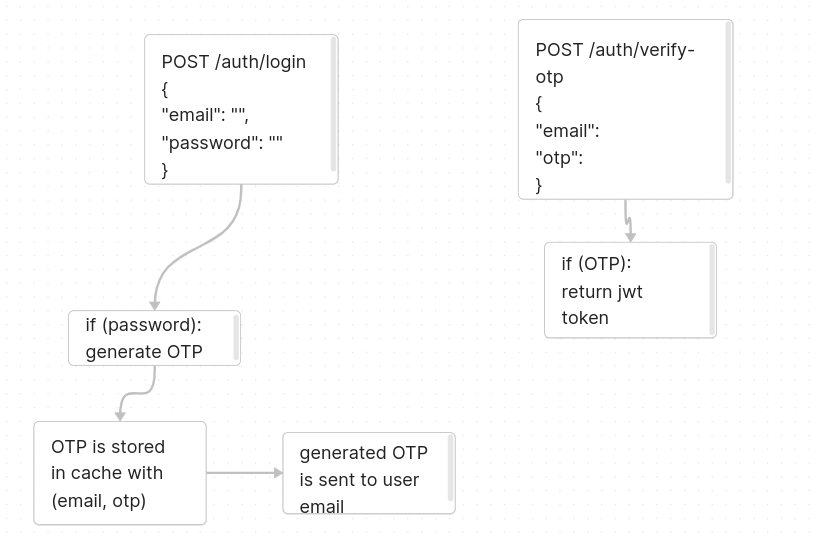 POST /auth/login
{
"email": "",
"password": ""
}
POST /auth/verify-
otp
{
"email":
"otp":
}
if (OTP):
return jwt
token
if (password):
generate OTP
OTP is stored
in cache with
(email, otp)
generated OTP
is sent to user
email